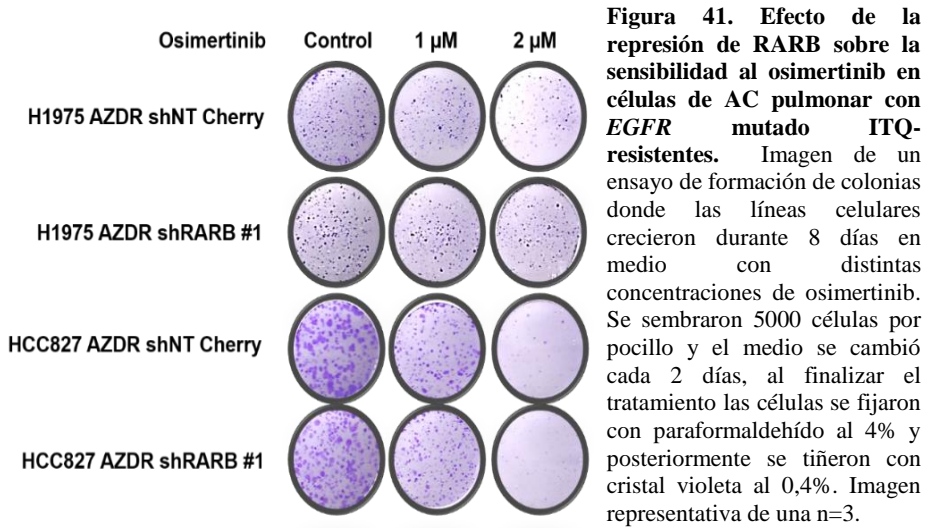 Osimertinib Control 1 µM 2 µM
H1975 AZDR shNT Cherry
H1975 AZDR shRARB #1
HCC827 AZDR shNT Cherry
HCC827 AZDR shRARB #1
Figura 41. Efecto de la
represión de RARB sobre la
sensibilidad al osimertinib en
células de AC pulmonar con
EGFR mutado ITQ-
resistentes. Imagen de un
ensayo de formación de colonias
donde las líneas celulares
crecieron durante 8 días en
medio con distintas
concentraciones de osimertinib.
Se sembraron 5000 células por
pocillo y el medio se cambió
cada 2 días, al finalizar el
tratamiento las células se fijaron
con paraformaldehído al 4% y
posteriormente se tiñeron con
cristal violeta al 0,4%. Imagen
representativa de una n=3.